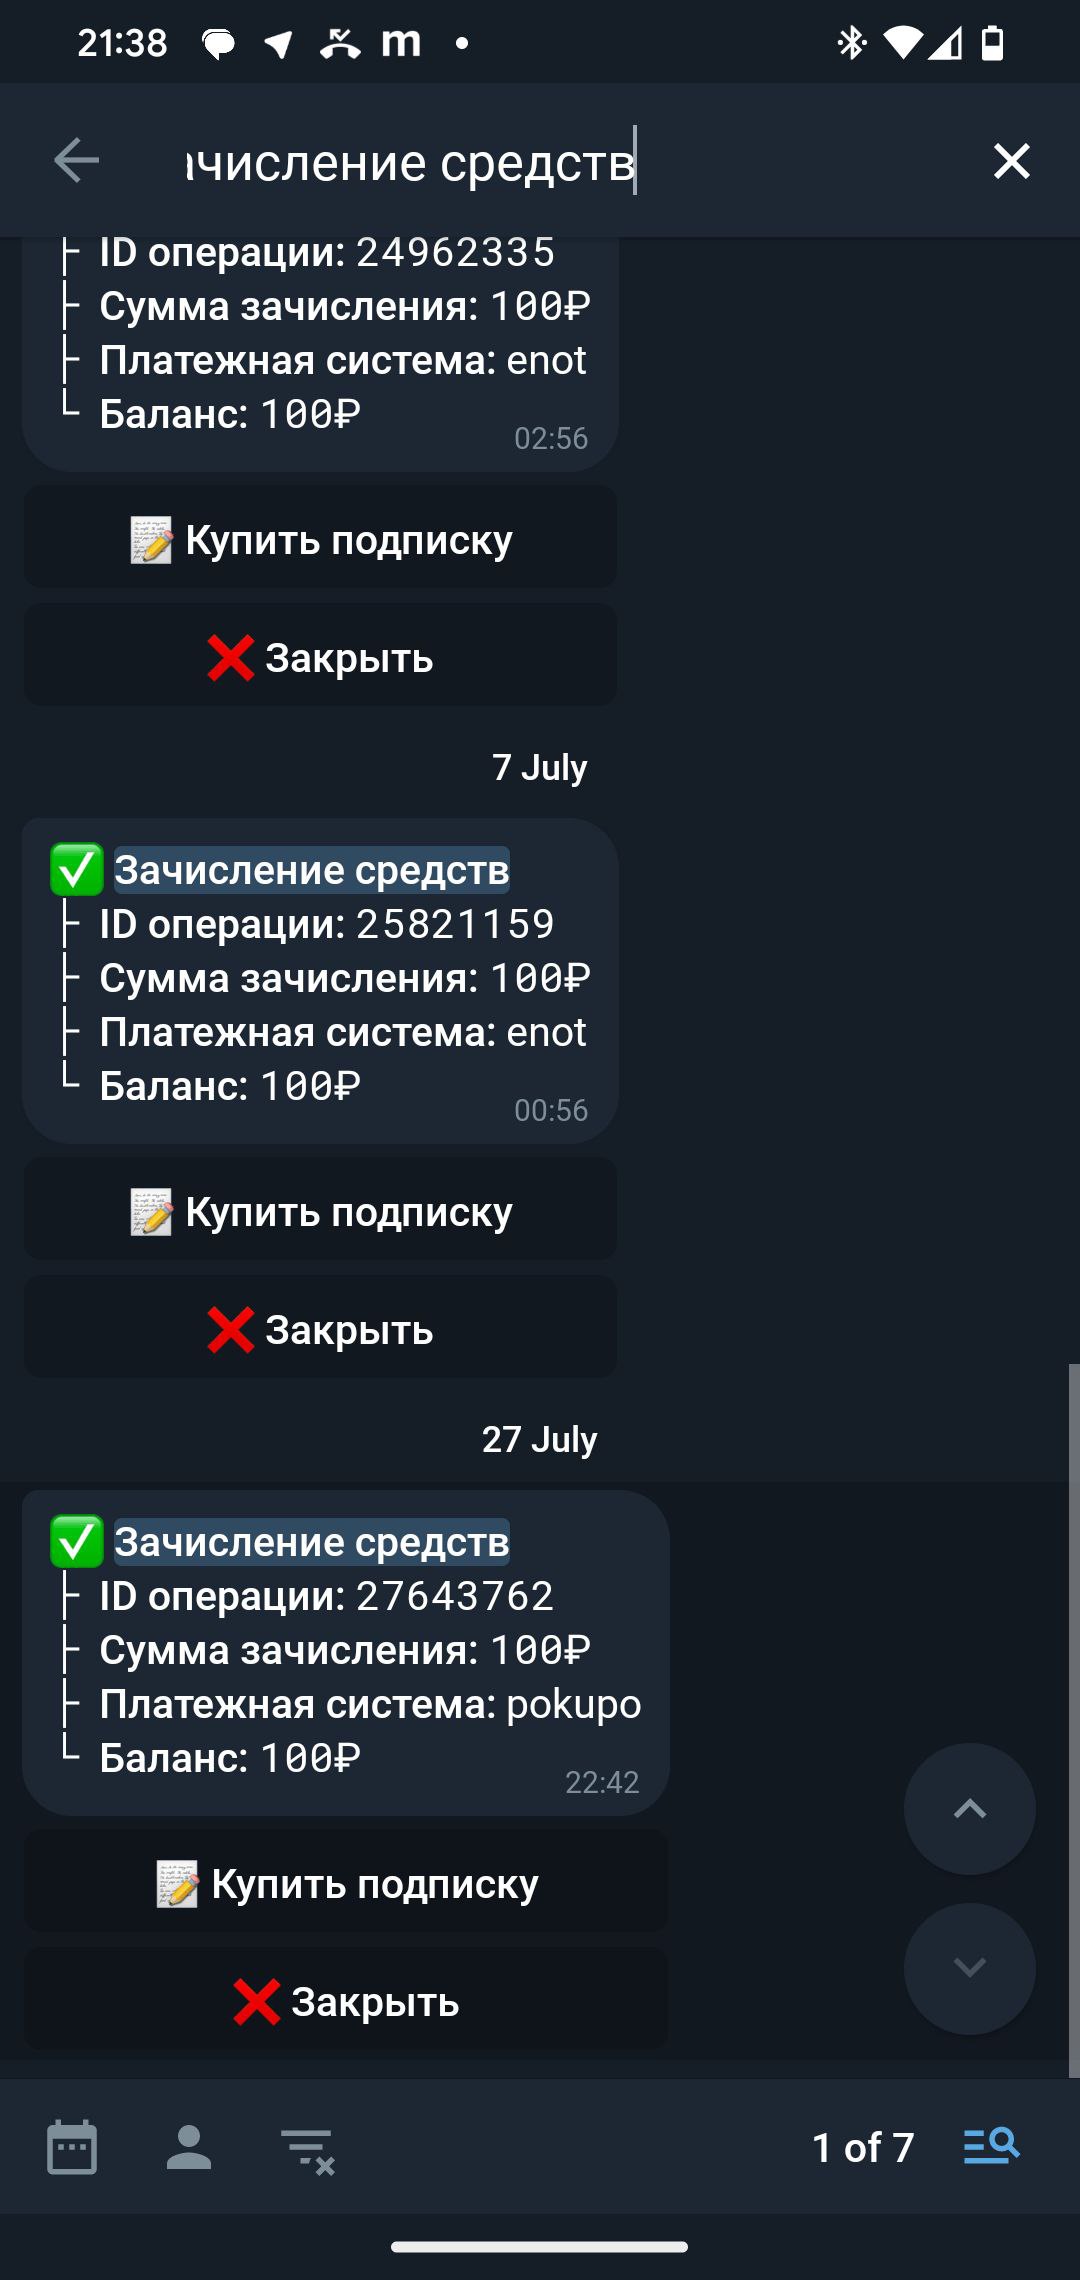 21:38
ачисление средств
├ ID операции: 24962335
├ Сумма зачисления: 100₽
├ Платежная система: enot
└ Баланс: 100₽
02:56
📝 Купить подписку
❌ Закрыть
7 July
✅ Зачисление средств
├ ID операции: 25821159
├ Сумма зачисления: 100₽
├ Платежная система: enot
└ Баланс: 100₽
00:56
📝 Купить подписку
❌ Закрыть
27 July
✅ Зачисление средств
├ ID операции: 27643762
├ Сумма зачисления: 100₽
├ Платежная система: pokupo
└ Баланс: 100₽
22:42
📝 Купить подписку
❌ Закрыть
1 of 7